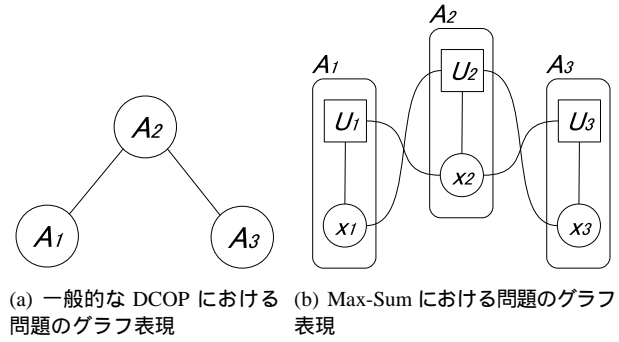 A2
A1
A3
A1
A2
A3
U1
U2
U3
x1
x2
x3
(a) 一般的な DCOP における
問題のグラフ表現
(b) Max-Sum における問題のグラフ
表現